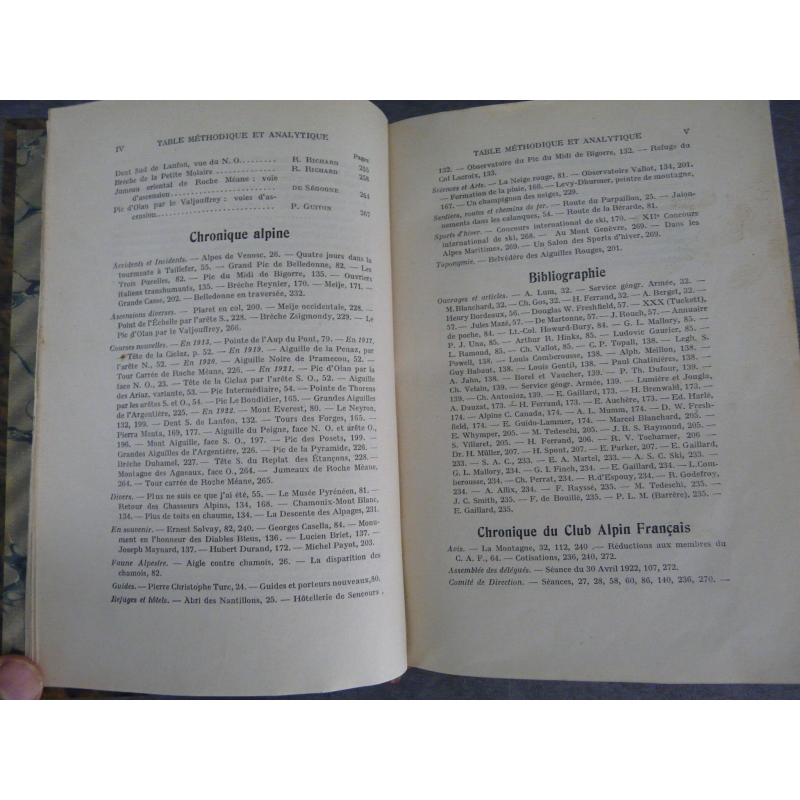 IV TABLE MÉTHODIQUE ET ANALYTIQUE
Pages
Dent Sud de Lanfon, vue du N. O......... R. RICHARD 255
Brèche de la Petite Molaire............ R. RICHARD 258
Jumeau oriental de Roche Méane : voie
d'ascension........................ DE SÉGOGNE 264
Pic d'Olan par le Valjouffrey : voies d'as-
cension............................ P. GUITON 267
Chronique alpine
Accidents et Incidents. — Alpes de Venosc, 26. — Quatre jours dans la
tourmente à Taillefer, 55. — Grand Pic de Belledonne, 82. — Les
Trois Pucelles, 82. — Pic du Midi de Bigorre, 135. — Ouvriers
italiens transhumants, 135. — Brèche Reynier, 170. — Meije, 171. —
Grande Casse, 202. — Belledonne en traversée, 232.
Ascensions diverses. — Plaret en col, 200. — Meije occidentale, 228. —
Point de l'Échelle par l'arête S., 228. — Brèche Zsigmondy, 229. — Le
Pic d'Olan par le Valjouffrey, 266.
Courses nouvelles. — En 1913, — Pointe de l'Aup du Pont, 79. — En 1917,
— Tête de la Ciclaz, p. 52. — En 1919. — Aiguille de la Penaz, par
l'arête N., 52. — En 1920. — Aiguille Noire de Pramecou, 52. —
Tour Carrée de Roche Méane, 226. — En 1921. — Pic d'Olan par la
face N. O., 23. — Tête de la Ciclaz par l'arête S. O., 52. — Aiguille
des Ariaz, variante, 53. — Pic Intermédiaire, 54. — Pointe de Thorens
par les arêtes S. et O., 54. — Pic Le Bondidier, 165. — Grandes Aiguilles
de l'Argentière, 225. — En 1922. — Mont Everest, 80. — Le Neyron,
132, 199. — Dent S. de Lanfon, 132. — Tours des Forges, 165. —
Pierra Menta, 169, 177. — Aiguille du Peigne, face N. O. et arête O.,
196. — Mont Aiguille, face S. O., 197. — Pic des Posets, 199. —
Grandes Aiguilles de l'Argentière, 226. — Pic de la Pyramide, 226. —
Brèche Duhamel, 227. — Tête S. du Replat des Étançons, 228. —
Montagne des Agneaux, face O., 264. — Jumeaux de Roche Méane,
264. — Tour carrée de Roche Méane, 265.
Divers. — Plus ne suis ce que j'ai été, 55. — Le Musée Pyrénéen, 81. —
Retour des Chasseurs Alpins, 134, 168. — Chamonix-Mont Blanc,
134. — Plus de toits en chaume, 134. — La Descente des Alpages, 231.
En souvenir. — Ernest Solvay, 82, 240. — Georges Casella, 84. — Monu-
ment en l'honneur des Diables Bleus, 136. — Lucien Briet, 137. —
Joseph Maynard, 137. — Hubert Durand, 172. — Michel Payot, 203.
Faune Alpestre. — Aigle contre chamois, 26. — La disparition des
chamois, 82.
Guides. — Pierre Christophe Turc, 24. — Guides et porteurs nouveaux, 80.
Refuges et hôtels. — Abri des Nantillons, 25. — Hôtellerie de Sencours,
TABLE MÉTHODIQUE ET ANALYTIQUE V
132. — Observatoire du Pic du Midi de Bigorre, 132. — Refuge du
Col Lacroix, 133.
Sciences et Arts. — La Neige rouge, 81. — Observatoire Vallot, 134, 201.
— Formation de la pluie, 166. — Levy-Dhurmer, peintre de montagne,
167. — Un champignon des neiges, 229.
Sentiers, routes et chemins de fer. — Route du Parpaillon, 25. — Jalon-
nements dans les calanques, 54. — Route de la Bérarde, 81.
Sports d'hiver. — Concours international de ski, 170. — XIIe Concours
international de ski, 168. — Au Mont Genèvre, 269. — Dans les
Alpes Maritimes, 269. — Un Salon des Sports d'hiver, 269.
Toponymie. — Belvédère des Aiguilles Rouges, 201.
Bibliographie
Ouvrages et articles. — A. Lunn, 32. — Service géogr. Armée, 32. —
M. Blanchard, 32. — Ch. Gos, 32. — H. Ferrand, 32. — A. Berget, 32. —
Henry Bordeaux, 56. — Douglas W. Freshfield, 57. — XXX (Tuckett),
57. — Jules Mazé, 57. — De Martonne, 57. — J. Rouch, 57. — Annuaire
de poche, 84. — Lt.-Col. Howard-Bury, 84. — G. L. Mallory, 85. —
P. J. Una, 85. — Arthur R. Hinks, 85. — Ludovic Gaurier, 85. —
L. Ramond, 85. — Ch. Vallot, 85. — C. P. Topall, 138. — Legh. S.
Powell, 138. — Louis Comberousse, 138. — Alph. Meillon, 138. —
Guy Babaut, 138. — Louis Gentil, 138. — Paul Chatinières, 138. —
A. Jahn, 138. — Borel et Vaucher, 139. — P. Th. Dufour, 139. —
Ch. Velain, 139. — Service géogr. Armée, 139. — Lumière et Jougla,
139. — Ch. Antonioz, 139. — E. Gaillard, 173. — H. Brenwald, 173. —
A. Dauzat, 173. — H. Ferrand, 173. — E. Auchère, 173. — Ed. Harlé,
174. — Alpine C. Canada, 174. — A. L. Mumm, 174. — D. W. Fresh-
field, 174. — E. Guido-Lammer, 174. — Marcel Blanchard, 205. —
E. Whymper, 205. — M. Tedeschi, 205. — J. B. S. Raymond, 205. —
S. Villaret, 205. — H. Ferrand, 206. — R. V. Tocharner, 206. —
Dr. H. Müller, 207. — H. Spont, 207. — E. Parker, 207. — E. Gaillard,
233. — S. A. C., 233. — E. A. Martel, 233. — A. S. C. Ski, 233. —
G. L. Mallory, 234. — G. I. Finch, 234. — E. Gaillard, 234. — L. Com-
berousse, 234. — Ch. Perrat, 234. — R. d'Espouy, 234. — R. Godefroy,
234. — A. Allix, 234. — F. Rayssé, 235. — M. Tedeschi, 235. —
J. C. Smith, 235. — F. de Bouillé, 235. — P. L. M. (Barrère), 235. —
E. Gaillard, 235.
Chronique du Club Alpin Français
Avis. — La Montagne, 32, 112, 240. — Réductions aux membres du
C. A. F., 64. — Cotisations, 236, 240, 272.
Assemblée des délégués. — Séance du 30 Avril 1922, 107, 272.
Comité de Direction. — Séances, 27, 28, 58, 60, 86, 140, 236, 270. —